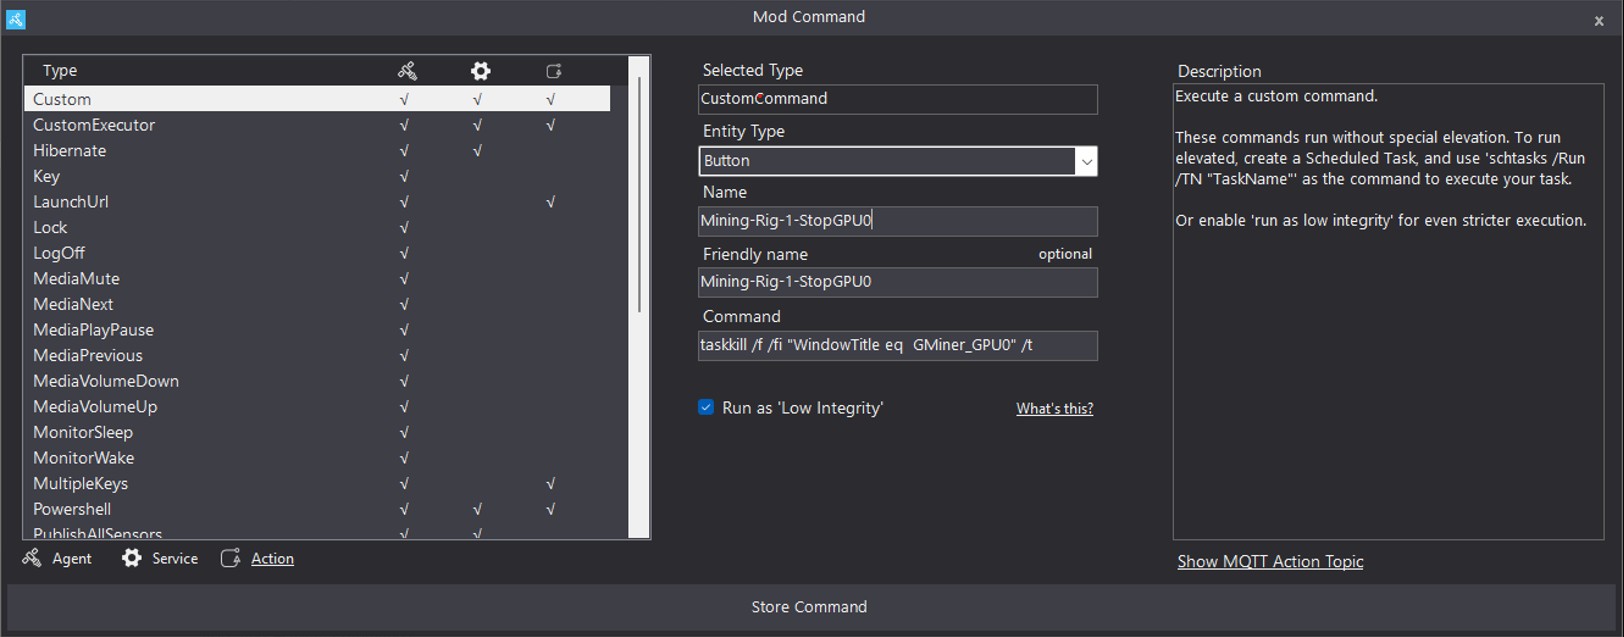 Mod Command
x
Type
Custom √ √ √
CustomExecutor √ √ √
Hibernate √ √
Key √
LaunchUrl √ √
Lock √
LogOff √
MediaMute √
MediaNext √
MediaPlayPause √
MediaPrevious √
MediaVolumeDown √
MediaVolumeUp √
MonitorSleep √
MonitorWake √
MultipleKeys √ √
Powershell √ √ √
PublishAllSensors √ √
Agent Service Action
Selected Type
CustomCommand
Entity Type
Button
Name
Mining-Rig-1-StopGPU0
Friendly name optional
Mining-Rig-1-StopGPU0
Command
taskkill /f /fi "WindowTitle eq  GMiner_GPU0" /t
Run as 'Low Integrity' What's this?
Description
Execute a custom command.
These commands run without special elevation. To run
elevated, create a Scheduled Task, and use 'schtasks /Run
/TN "TaskName"' as the command to execute your task.
Or enable 'run as low integrity' for even stricter execution.
Show MQTT Action Topic
Store Command